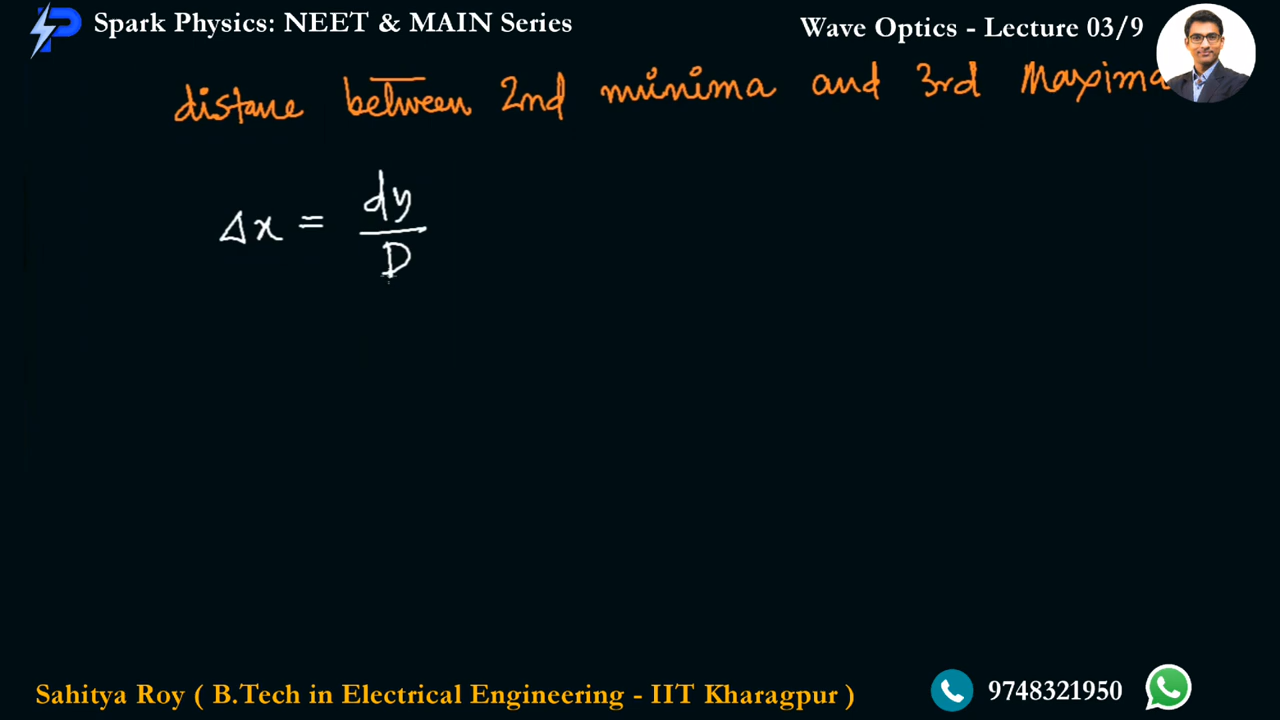 Spark Physics: NEET & MAIN Series
Wave Optics - Lecture 03/9
distane between 2nd minima and 3rd Maxima
Δx = dy/D
Sahitya Roy ( B.Tech in Electrical Engineering - IIT Kharagpur )
9748321950